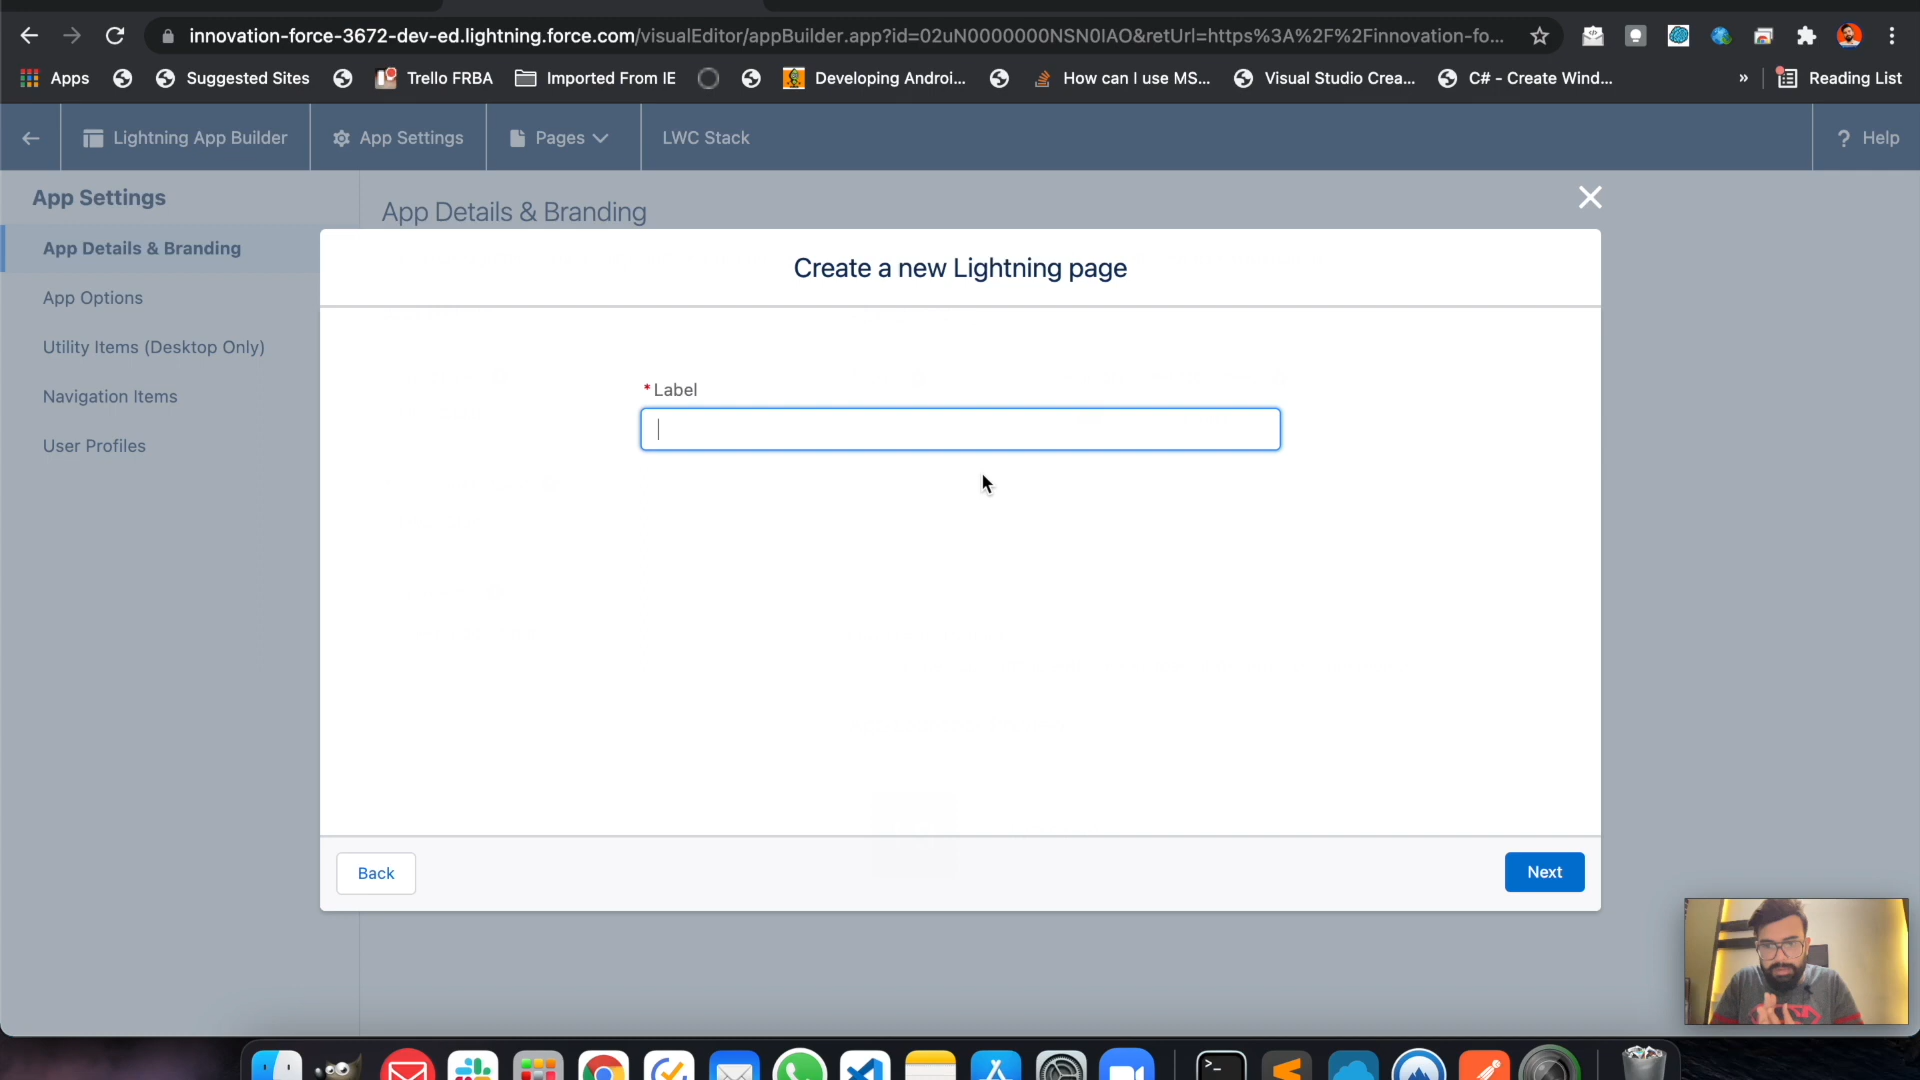 innovation-force-3672-dev-ed.lightning.force.com/visualEditor/appBuilder.app?id=02uN0000000NSN0IAO&retUrl=https%3A%2F%2Finnovation-fo...
Apps Suggested Sites Trello FRBA Imported From IE Developing Androi... How can I use MS... Visual Studio Crea... C# - Create Wind... » Reading List
Lightning App Builder App Settings Pages LWC Stack ? Help
App Settings
App Details & Branding
App Details & Branding
App Options
Utility Items (Desktop Only)
Navigation Items
User Profiles
Create a new Lightning page
* Label
Back Next